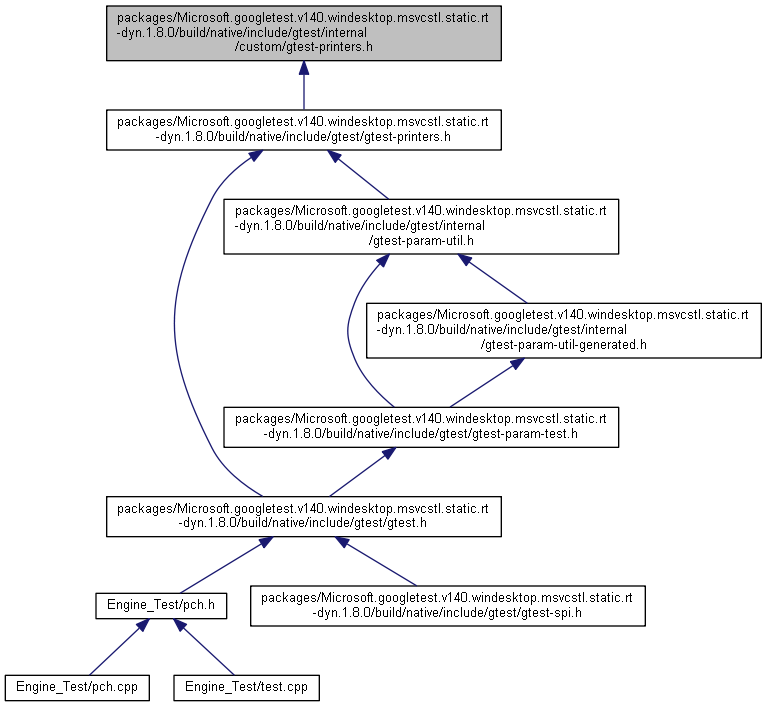 packages/Microsoft.googletest.v140.windesktop.msvcstl.static.rt
-dyn.1.8.0/build/native/include/gtest/internal
/custom/gtest-printers.h
packages/Microsoft.googletest.v140.windesktop.msvcstl.static.rt
-dyn.1.8.0/build/native/include/gtest/gtest-printers.h
packages/Microsoft.googletest.v140.windesktop.msvcstl.static.rt
-dyn.1.8.0/build/native/include/gtest/internal
/gtest-param-util.h
packages/Microsoft.googletest.v140.windesktop.msvcstl.static.rt
-dyn.1.8.0/build/native/include/gtest/internal
/gtest-param-util-generated.h
packages/Microsoft.googletest.v140.windesktop.msvcstl.static.rt
-dyn.1.8.0/build/native/include/gtest/gtest-param-test.h
packages/Microsoft.googletest.v140.windesktop.msvcstl.static.rt
-dyn.1.8.0/build/native/include/gtest/gtest.h
Engine_Test/pch.h
packages/Microsoft.googletest.v140.windesktop.msvcstl.static.rt
-dyn.1.8.0/build/native/include/gtest/gtest-spi.h
Engine_Test/pch.cpp
Engine_Test/test.cpp